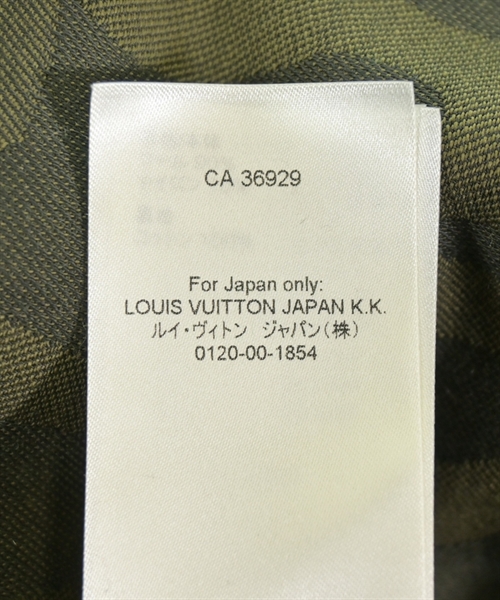 CA 36929
For Japan only:
LOUIS VUITTON JAPAN K.K.
ルイ・ヴィトン ジャパン(株)
0120-00-1854